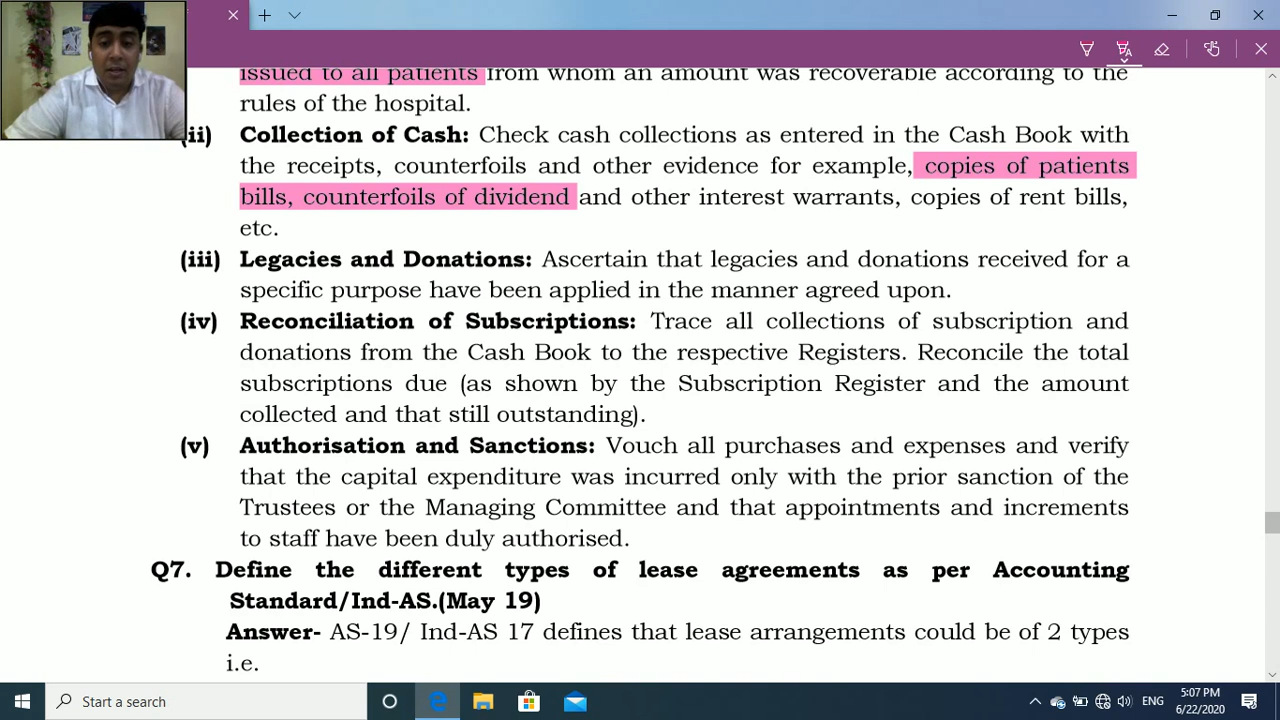 issued to all patients from whom an amount was recoverable according to the
rules of the hospital.
(ii) Collection of Cash: Check cash collections as entered in the Cash Book with
the receipts, counterfoils and other evidence for example, copies of patients
bills, counterfoils of dividend and other interest warrants, copies of rent bills,
etc.
(iii) Legacies and Donations: Ascertain that legacies and donations received for a
specific purpose have been applied in the manner agreed upon.
(iv) Reconciliation of Subscriptions: Trace all collections of subscription and
donations from the Cash Book to the respective Registers. Reconcile the total
subscriptions due (as shown by the Subscription Register and the amount
collected and that still outstanding).
(v) Authorisation and Sanctions: Vouch all purchases and expenses and verify
that the capital expenditure was incurred only with the prior sanction of the
Trustees or the Managing Committee and that appointments and increments
to staff have been duly authorised.
Q7. Define the different types of lease agreements as per Accounting
Standard/Ind-AS.(May 19)
Answer- AS-19/ Ind-AS 17 defines that lease arrangements could be of 2 types
i.e.
Start a search
ENG
5:07 PM
6/22/2020